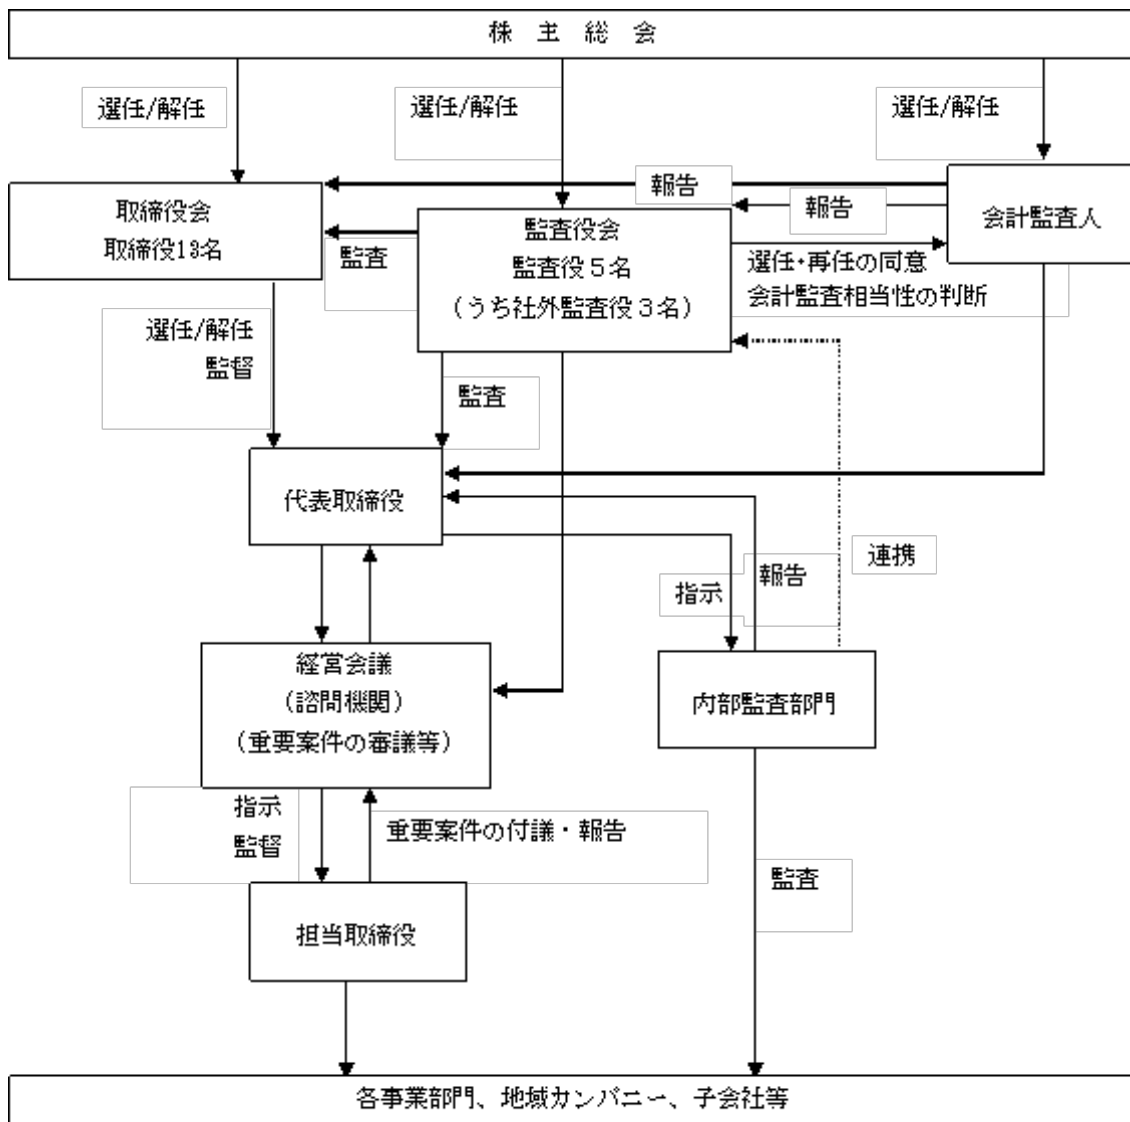 株主総会
選任/解任
選任/解任
選任/解任
報告
報告
取締役会
取締役13名
監査役会
監査役５名
(うち社外監査役３名)
会計監査人
監査
選任・再任の同意
会計監査相当性の判断
選任/解任
監督
監査
代表取締役
連携
報告
指示
経営会議
(諮問機関)
(重要案件の審議等)
内部監査部門
指示
監督
重要案件の付議・報告
監査
担当取締役
各事業部門、地域カンパニー、子会社等